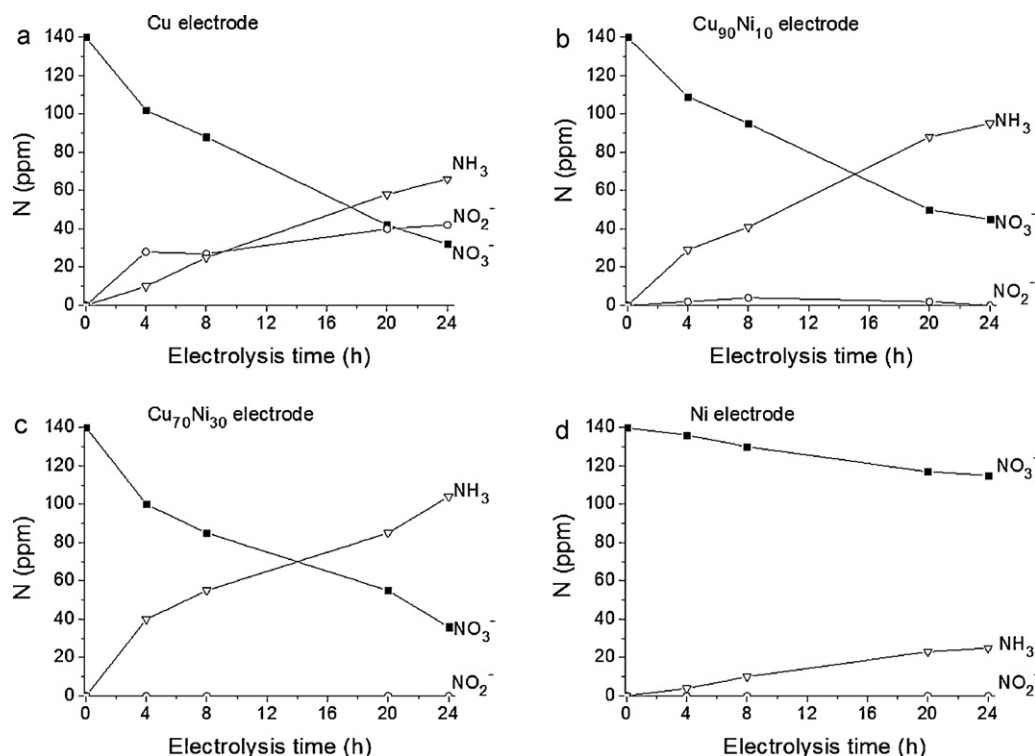 a
Cu electrode
140
120
100
80
60
40
20
0
N (ppm)
NH₃
NO₂⁻
NO₃⁻
0 4 8 12 16 20 24
Electrolysis time (h)
b
Cu₉₀Ni₁₀ electrode
140
120
100
80
60
40
20
0
N (ppm)
NH₃
NO₃⁻
NO₂⁻
0 4 8 12 16 20 24
Electrolysis time (h)
c
Cu₇₀Ni₃₀ electrode
140
120
100
80
60
40
20
0
N (ppm)
NH₃
NO₃⁻
NO₂⁻
0 4 8 12 16 20 24
Electrolysis time (h)
d
Ni electrode
140
120
100
80
60
40
20
0
N (ppm)
NO₃⁻
NH₃
NO₂⁻
0 4 8 12 16 20 24
Electrolysis time (h)